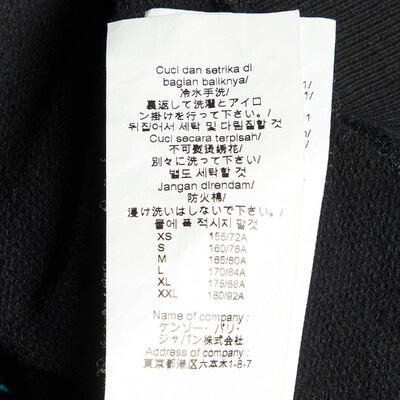 Cuci dan setrika di
bagian baliknya/
冷水手洗/
裏返して洗濯とアイロ
ン掛けを行って下さい。/
뒤집어서 세탁 및 다림질할 것
Cuci secara terpisah/
不可熨烫绣花/
別々に洗って下さい/
별도 세탁할 것
Jangan direndam/
防火棉/
浸け洗いはしないで下さい。/
물에 푹 적시지 말것
XS 155/72A
S 160/76A
M 165/80A
L 170/84A
XL 175/88A
XXL 180/92A
Name of company :
ケンゾー・パリ・
ジャパン株式会社
Address of company :
東京都港区六本木1-8-7